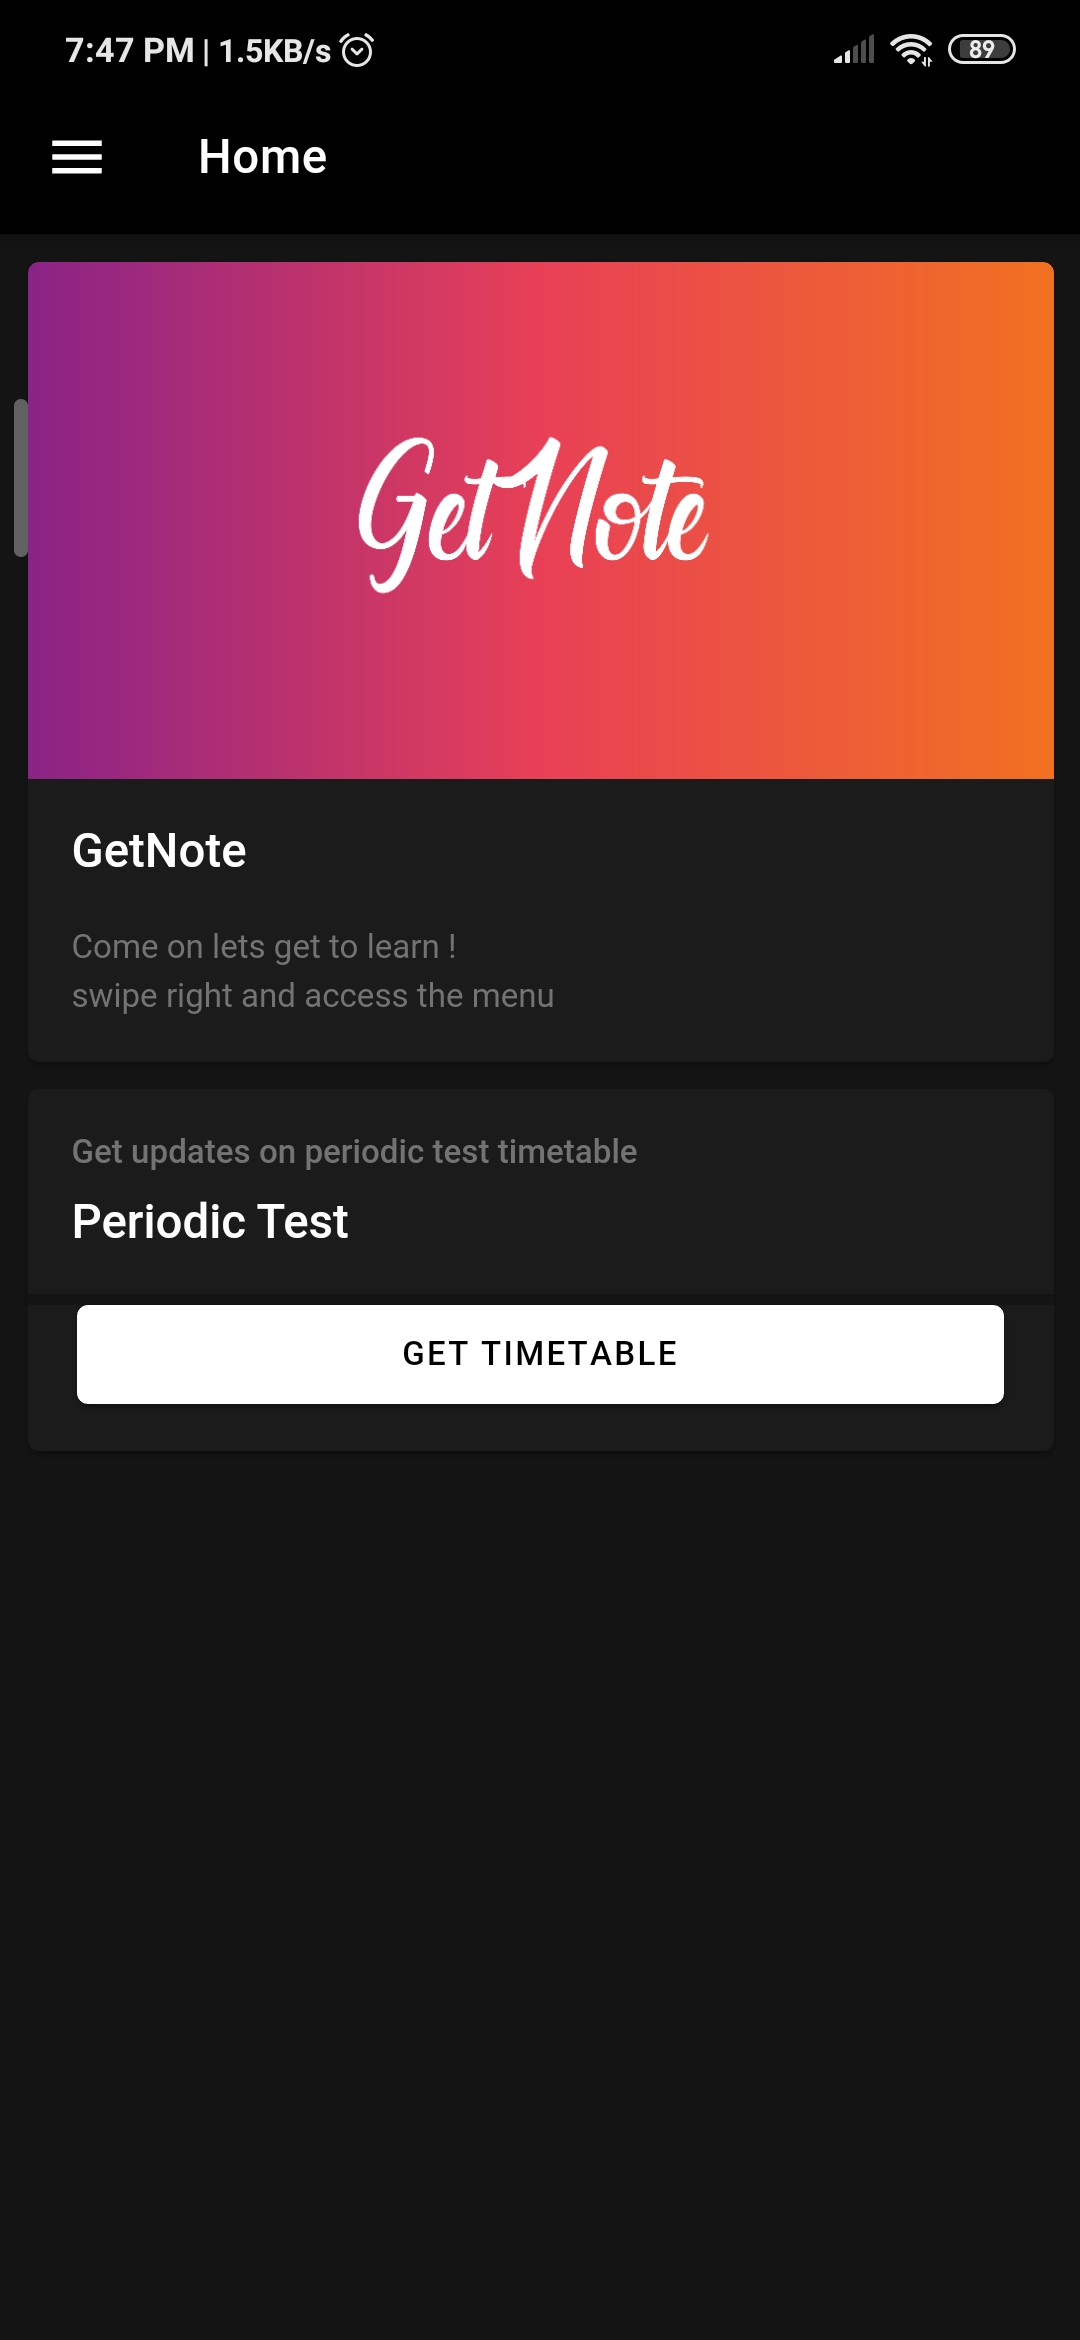 7:47 PM | 1.5KB/s
89
Home
GetNote
GetNote
Come on lets get to learn !
swipe right and access the menu
Get updates on periodic test timetable
Periodic Test
GET TIMETABLE